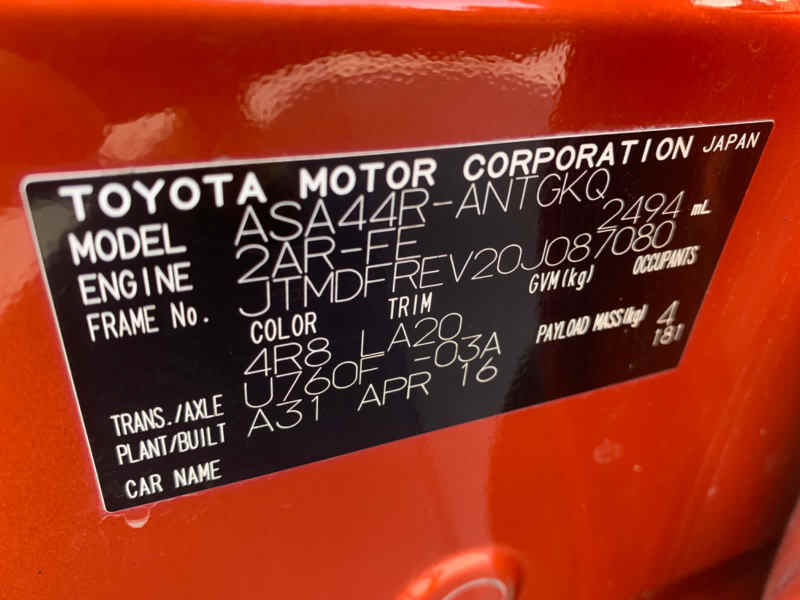 TOYOTA MOTOR CORPORATION JAPAN
MODEL ASA44R-ANTGKQ
ENGINE 2AR-FE 2494 mL
FRAME No. JTMDFREV20J087080
COLOR TRIM GVM(kg) OCCUPANTS
4R8 LA20 PAYLOAD MASS(kg) 4
TRANS./AXLE U760F -03A 181
PLANT/BUILT A31 APR 16
CAR NAME